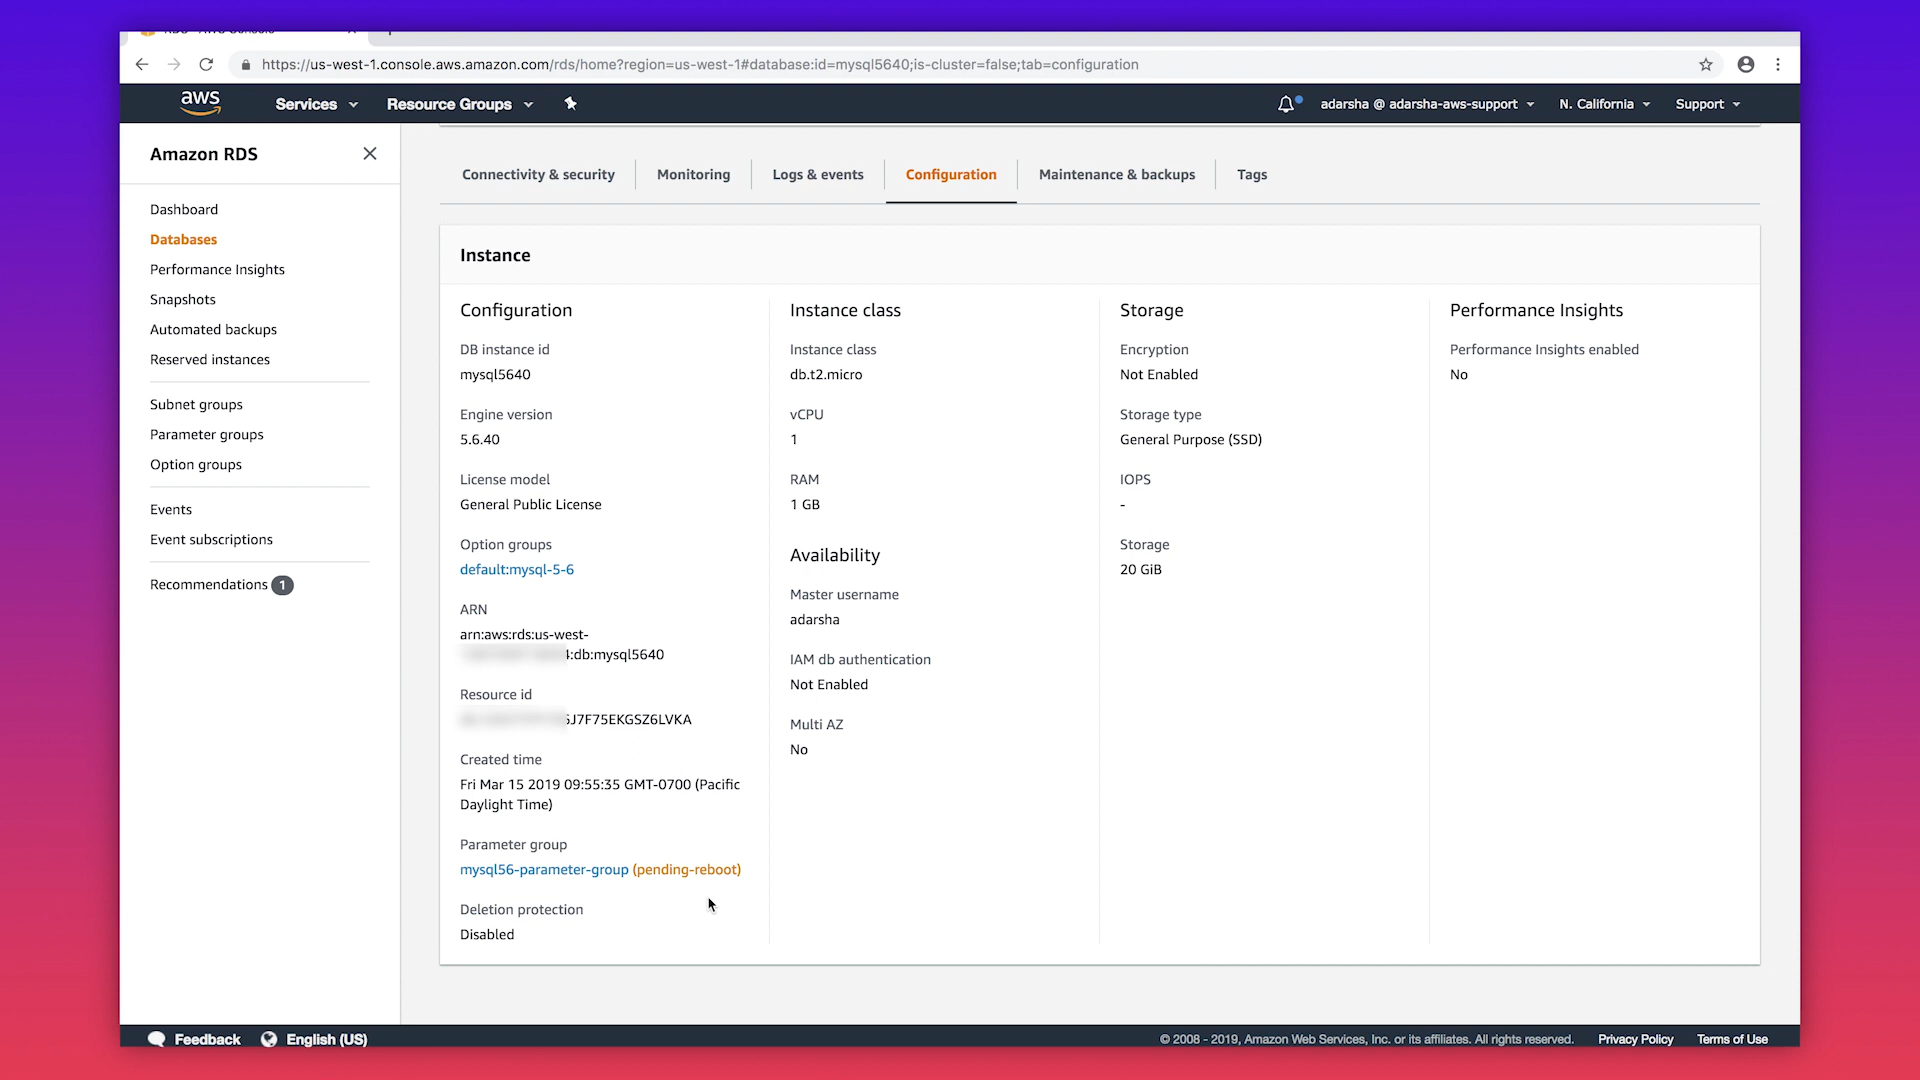 https://us-west-1.console.aws.amazon.com/rds/home?region=us-west-1#database:id=mysql5640;is-cluster=false;tab=configuration
aws Services Resource Groups adarsha @ adarsha-aws-support N. California Support
Amazon RDS
Dashboard
Databases
Performance Insights
Snapshots
Automated backups
Reserved instances
Subnet groups
Parameter groups
Option groups
Events
Event subscriptions
Recommendations 1
Connectivity & security Monitoring Logs & events Configuration Maintenance & backups Tags
Instance
Configuration
DB instance id
mysql5640
Engine version
5.6.40
License model
General Public License
Option groups
default:mysql-5-6
ARN
arn:aws:rds:us-west-
:db:mysql5640
Resource id
J7F75EKGSZ6LVKA
Created time
Fri Mar 15 2019 09:55:35 GMT-0700 (Pacific
Daylight Time)
Parameter group
mysql56-parameter-group (pending-reboot)
Deletion protection
Disabled
Instance class
Instance class
db.t2.micro
vCPU
1
RAM
1 GB
Availability
Master username
adarsha
IAM db authentication
Not Enabled
Multi AZ
No
Storage
Encryption
Not Enabled
Storage type
General Purpose (SSD)
IOPS
-
Storage
20 GiB
Performance Insights
Performance Insights enabled
No
Feedback English (US) © 2008 - 2019, Amazon Web Services, Inc. or its affiliates. All rights reserved. Privacy Policy Terms of Use